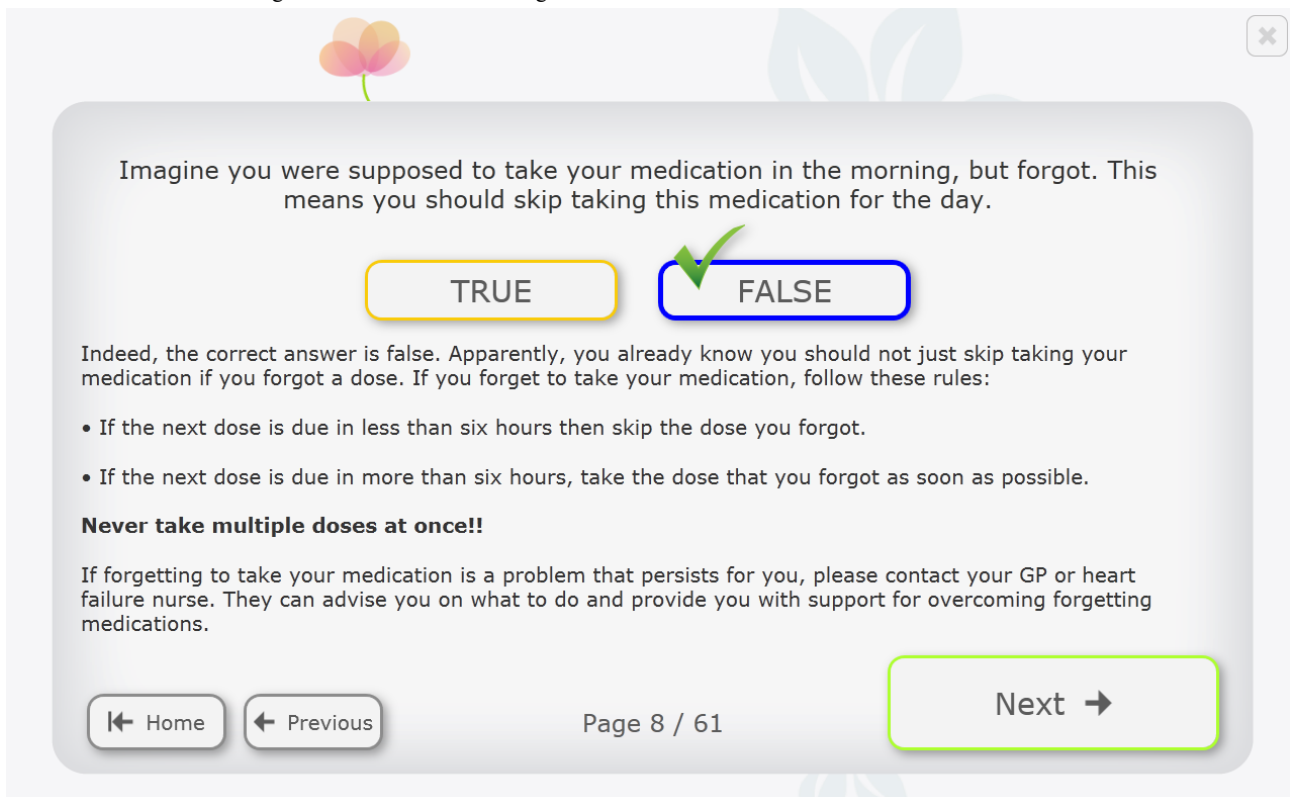 Imagine you were supposed to take your medication in the morning, but forgot. This
means you should skip taking this medication for the day.
TRUE
FALSE
Indeed, the correct answer is false. Apparently, you already know you should not just skip taking your
medication if you forgot a dose. If you forget to take your medication, follow these rules:
• If the next dose is due in less than six hours then skip the dose you forgot.
• If the next dose is due in more than six hours, take the dose that you forgot as soon as possible.
Never take multiple doses at once!!
If forgetting to take your medication is a problem that persists for you, please contact your GP or heart
failure nurse. They can advise you on what to do and provide you with support for overcoming forgetting
medications.
Home
Previous
Page 8 / 61
Next